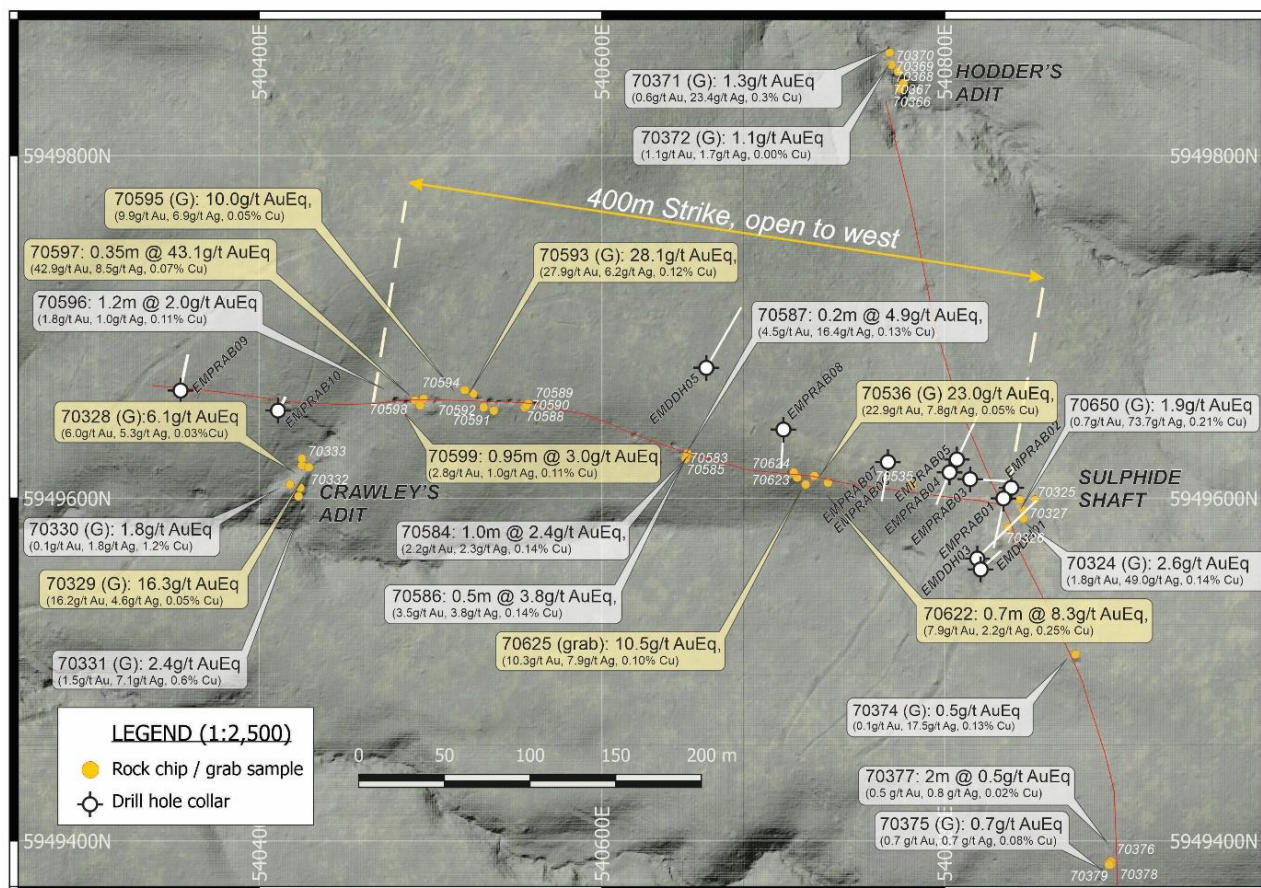 540400
540600
540800
70371 (G): 1.3g/t AuEq
(0.6g/t Au, 23.4g/t Ag, 0.3% Cu)
70370
70369
70368
70367
70366
HODDER'S
ADIT
70372 (G): 1.1g/t AuEq
(1.1g/t Au, 1.7g/t Ag, 0.00% Cu)
5949800N
5949800N
400m Strike, open to west
70595 (G): 10.0g/t AuEq,
(9.9g/t Au, 6.9g/t Ag, 0.05% Cu)
70597: 0.35m @ 43.1g/t AuEq
(42.9g/t Au, 8.5g/t Ag, 0.07% Cu)
70593 (G): 28.1g/t AuEq,
(27.9g/t Au, 6.2g/t Ag, 0.12% Cu)
70596: 1.2m @ 2.0g/t AuEq,
(1.8g/t Au, 1.0g/t Ag, 0.11% Cu)
70587: 0.2m @ 4.9g/t AuEq,
(4.5g/t Au, 16.4g/t Ag, 0.13% Cu)
EMPRAB09
EMPRAB10
70594
70598
70592
70591
70589
70590
70588
EMDDH05
EMPRAB08
70536 (G) 23.0g/t AuEq
(22.9g/t Au, 7.8g/t Ag, 0.05% Cu)
70650 (G): 1.9g/t AuEq
(0.7g/t Au, 73.7g/t Ag, 0.21% Cu)
70328 (G):6.1g/t AuEq
(6.0g/t Au, 5.3g/t Ag, 0.03%Cu)
70333
70332
CRAWLEY'S
ADIT
70599: 0.95m @ 3.0g/t AuEq
(2.8g/t Au, 1.0g/t Ag, 0.11% Cu)
70583
70585
70624
70623
EMPRAB07
70535
EMPRAB05
EMPRAB04
EMPRAB03
EMPRAB02
EMPRAB01
EMDDH03
SULPHIDE
SHAFT
70325
70327
70326
5949600N
5949600N
70330 (G): 1.8g/t AuEq
(0.1g/t Au, 1.8g/t Ag, 1.2% Cu)
70584: 1.0m @ 2.4g/t AuEq,
(2.2g/t Au, 2.3g/t Ag, 0.14% Cu)
70324 (G): 2.6g/t AuEq
(1.8g/t Au, 49.0g/t Ag, 0.14% Cu)
70329 (G): 16.3g/t AuEq
(16.2g/t Au, 4.6g/t Ag, 0.05% Cu)
70586: 0.5m @ 3.8g/t AuEq,
(3.5g/t Au, 3.8g/t Ag, 0.14% Cu)
70622: 0.7m @ 8.3g/t AuEq,
(7.9g/t Au, 2.2g/t Ag, 0.25% Cu)
70625 (grab): 10.5g/t AuEq,
(10.3g/t Au, 7.9g/t Ag, 0.10% Cu)
70331 (G): 2.4g/t AuEq
(1.5g/t Au, 7.1g/t Ag, 0.6% Cu)
70374 (G): 0.5g/t AuEq
(0.1g/t Au, 17.5g/t Ag, 0.13% Cu)
LEGEND (1:2,500)
Rock chip / grab sample
Drill hole collar
0 50 100 150 200 m
70377: 2m @ 0.5g/t AuEq
(0.5 g/t Au, 0.8 g/t Ag, 0.02% Cu)
70375 (G): 0.7g/t AuEq
(0.7 g/t Au, 0.7 g/t Ag, 0.08% Cu)
70376
70379
70378
5949400N
5949400N
540400
540600
540800